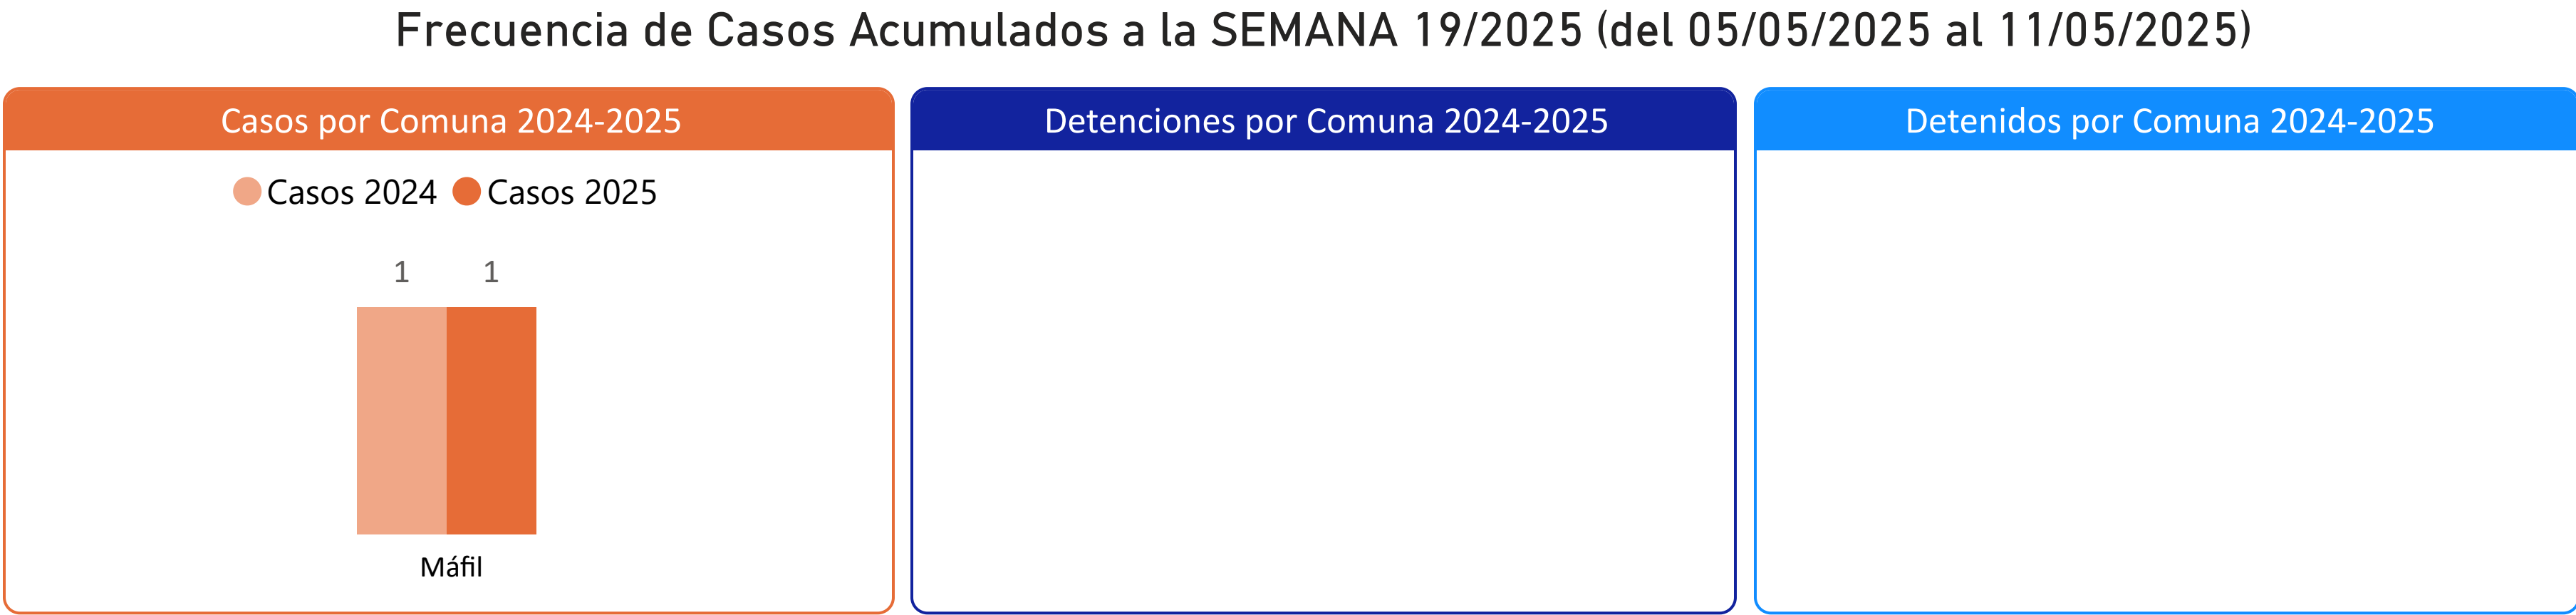 Frecuencia de Casos Acumulados a la SEMANA 19/2025 (del 05/05/2025 al 11/05/2025)
Casos por Comuna 2024-2025
Casos 2024 Casos 2025
1 1
Máfil
Detenciones por Comuna 2024-2025
Detenidos por Comuna 2024-2025